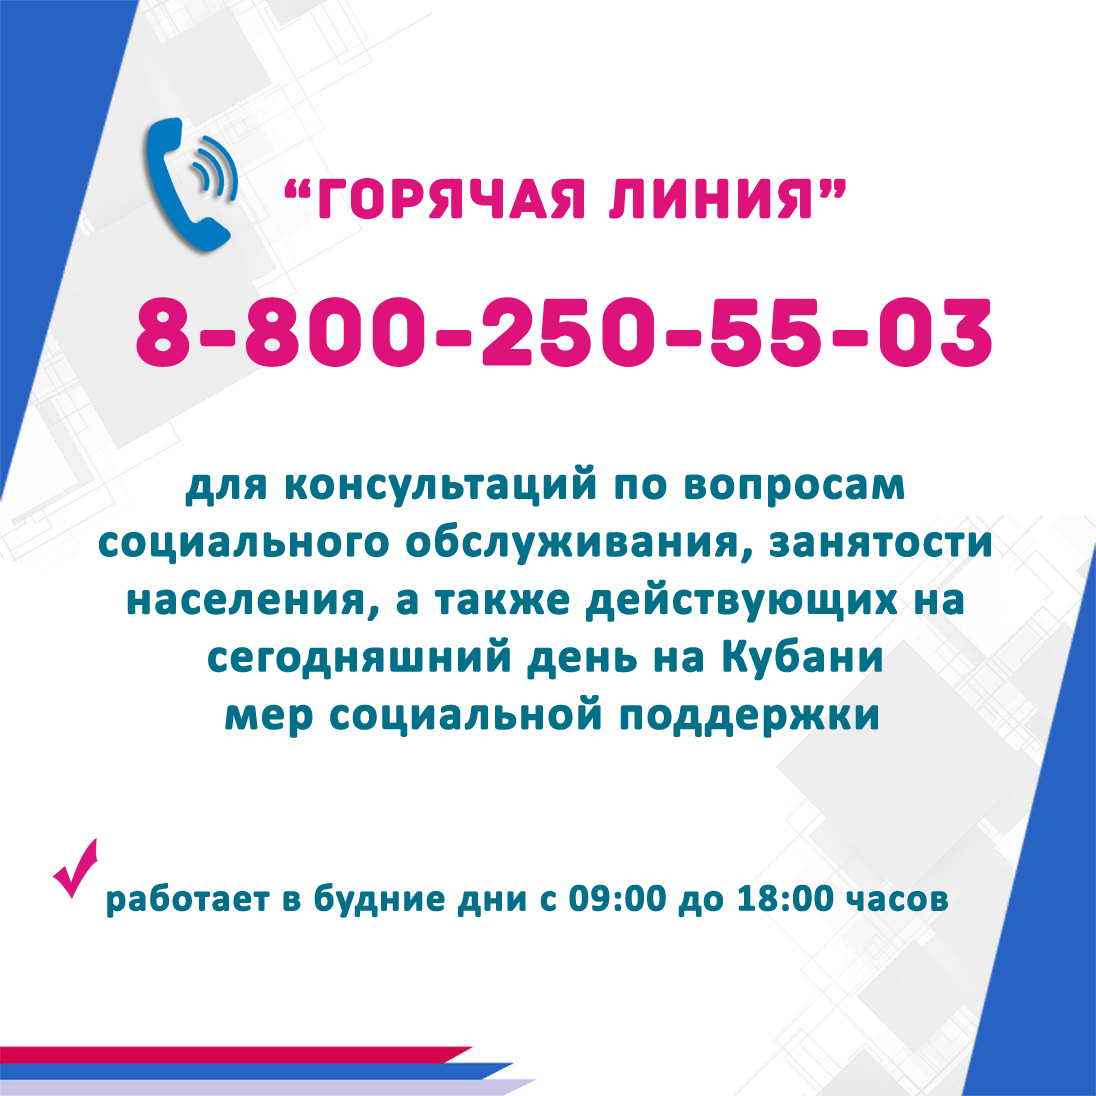 “ГОРЯЧАЯ ЛИНИЯ”
8-800-250-55-03
для консультаций по вопросам
социального обслуживания, занятости
населения, а также действующих на
сегодняшний день на Кубани
мер социальной поддержки
работает в будние дни с 09:00 до 18:00 часов